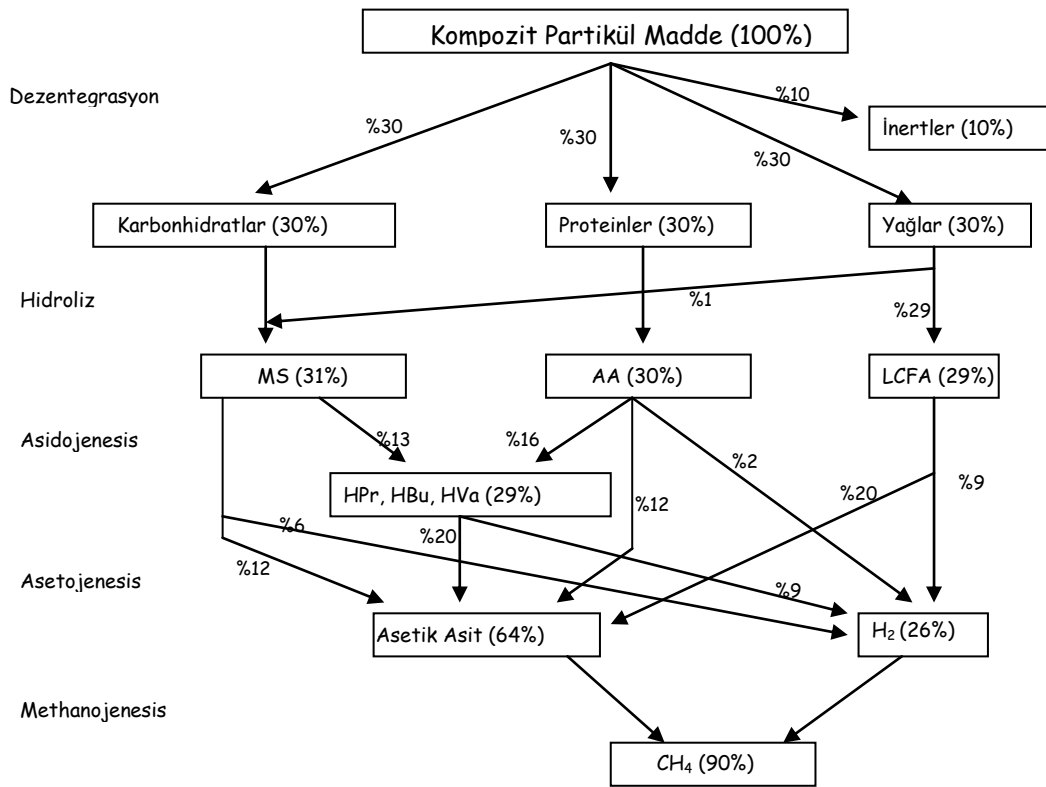 Kompozit Partikül Madde (100%)
Dezentegrasyon
%10
İnertler (10%)
%30
%30
%30
Karbonhidratlar (30%)
Proteinler (30%)
Yağlar (30%)
Hidroliz
%1
%29
MS (31%)
AA (30%)
LCFA (29%)
Asidojenesis
%13
%16
%2
%20
%9
HPr, HBu, HVa (29%)
%6
%20
%12
%12
Asetojenesis
%9
Asetik Asit (64%)
H₂ (26%)
Methanojenesis
CH₄ (90%)